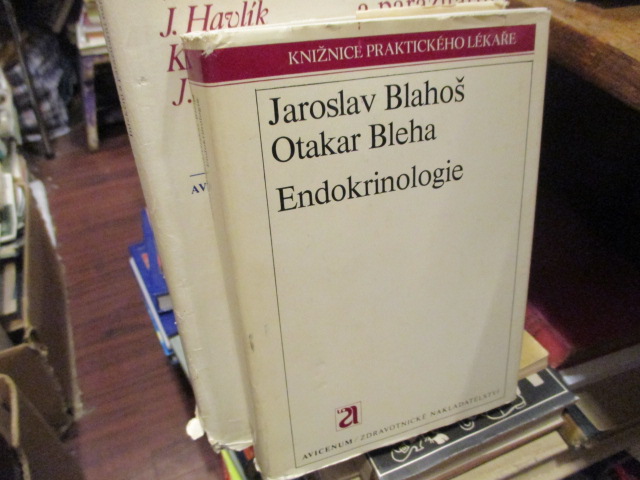 J. Havlík
KNIŽNICE PRAKTICKÉHO LÉKAŘE
Jaroslav Blahoš
Otakar Bleha
Endokrinologie
AVICENUM / ZDRAVOTNICKÉ NAKLADATELSTVÍ